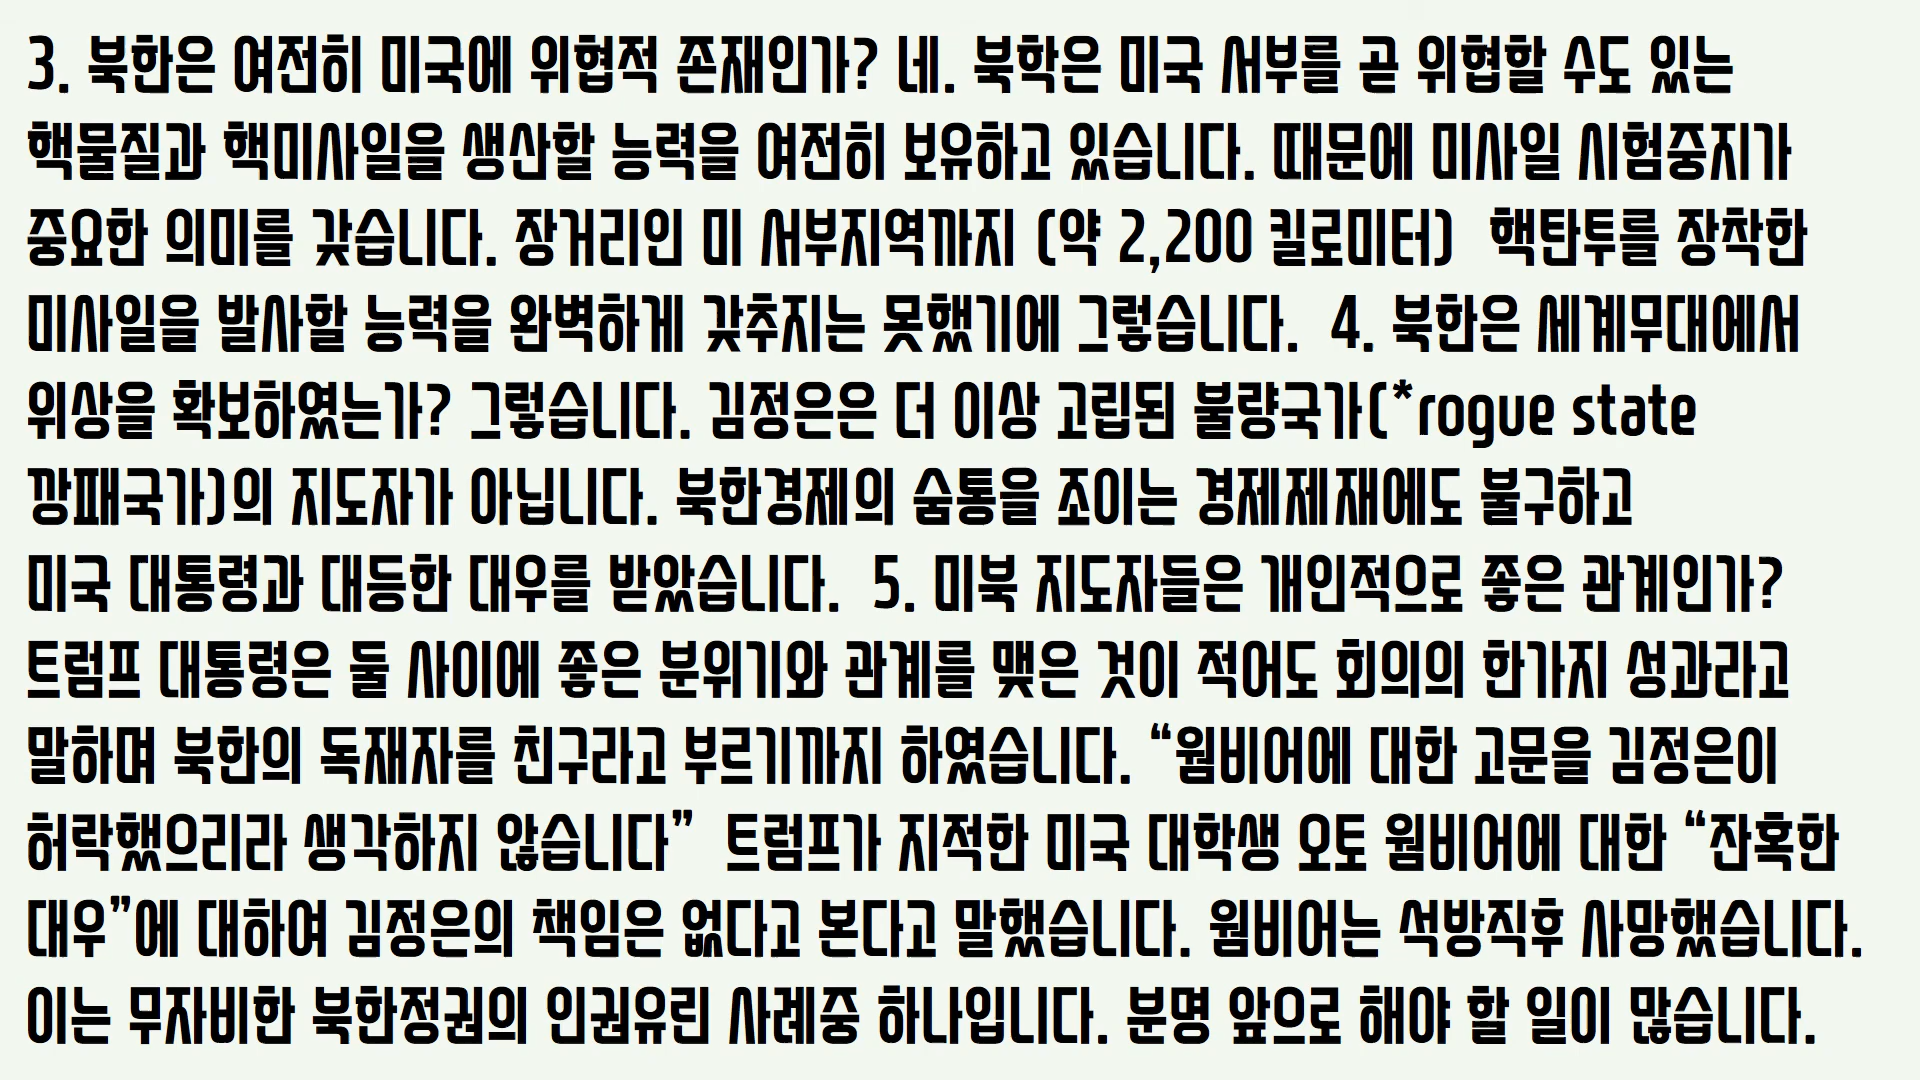 3. 북한은 여전히 미국에 위협적 존재인가? 네. 북학은 미국 서부를 곧 위협할 수도 있는
핵물질과 핵미사일을 생산할 능력을 여전히 보유하고 있습니다. 때문에 미사일 시험중지가
중요한 의미를 갖습니다. 장거리인 미 서부지역까지 (약 2,200 킬로미터)  핵탄투를 장착한
미사일을 발사할 능력을 완벽하게 갖추지는 못했기에 그렇습니다.  4. 북한은 세계무대에서
위상을 확보하였는가? 그렇습니다. 김정은은 더 이상 고립된 불량국가(*rogue state
깡패국가)의 지도자가 아닙니다. 북한경제의 숨통을 조이는 경제제재에도 불구하고
미국 대통령과 대등한 대우를 받았습니다.  5. 미북 지도자들은 개인적으로 좋은 관계인가?
트럼프 대통령은 둘 사이에 좋은 분위기와 관계를 맺은 것이 적어도 회의의 한가지 성과라고
말하며 북한의 독재자를 친구라고 부르기까지 하였습니다. “웜비어에 대한 고문을 김정은이
허락했으리라 생각하지 않습니다”  트럼프가 지적한 미국 대학생 오토 웜비어에 대한 “잔혹한
대우”에 대하여 김정은의 책임은 없다고 본다고 말했습니다. 웜비어는 석방직후 사망했습니다.
이는 무자비한 북한정권의 인권유린 사례중 하나입니다. 분명 앞으로 해야 할 일이 많습니다.